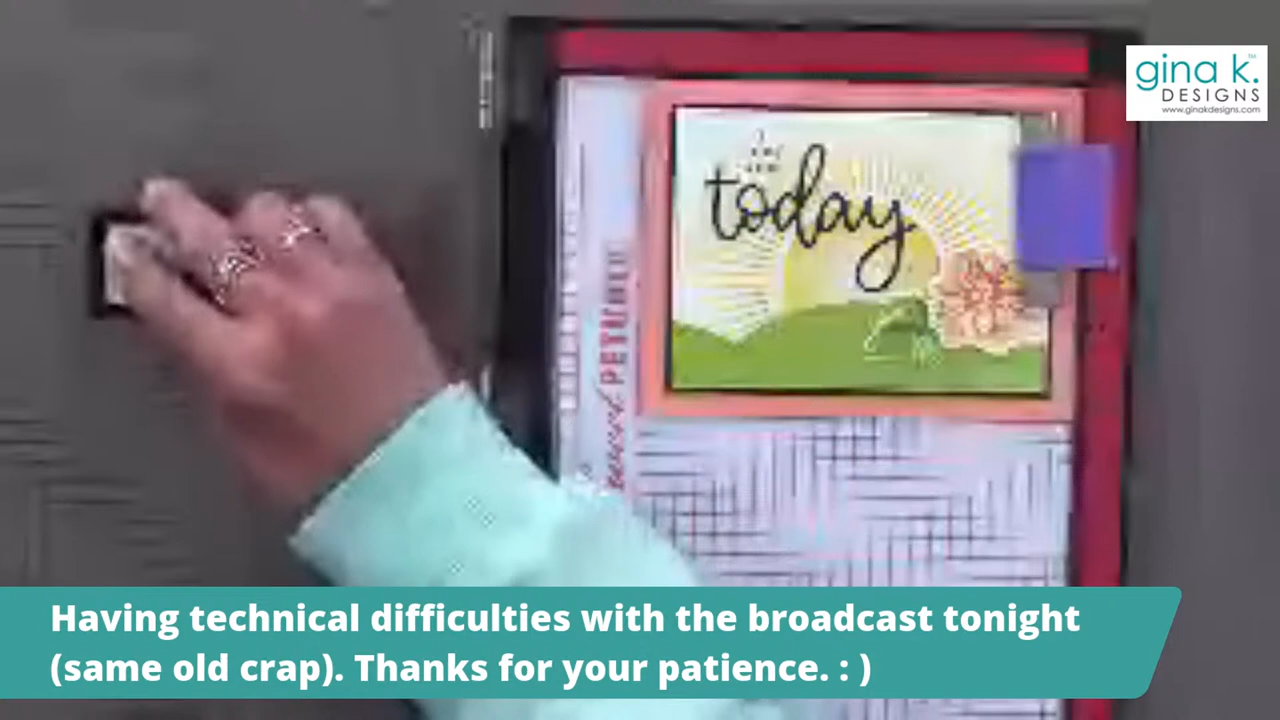 gina k.
DESIGNS
www.ginakdesigns.com
today
PETUNIA
Having technical difficulties with the broadcast tonight
(same old crap). Thanks for your patience. : )